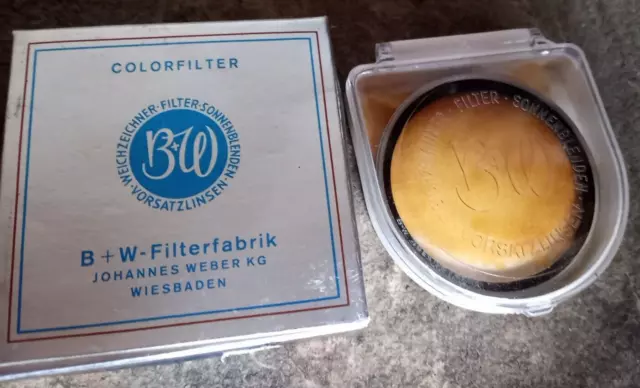 COLORFILTER
WEICHZEICHNER·FILTER·SONNENBLENDEN·VORSATZLINSEN·
B+W
B+W-Filterfabrik
JOHANNES WEBER KG
WIESBADEN
FILTER·SONNENBLENDEN·
B+W
VORSATZLINSEN